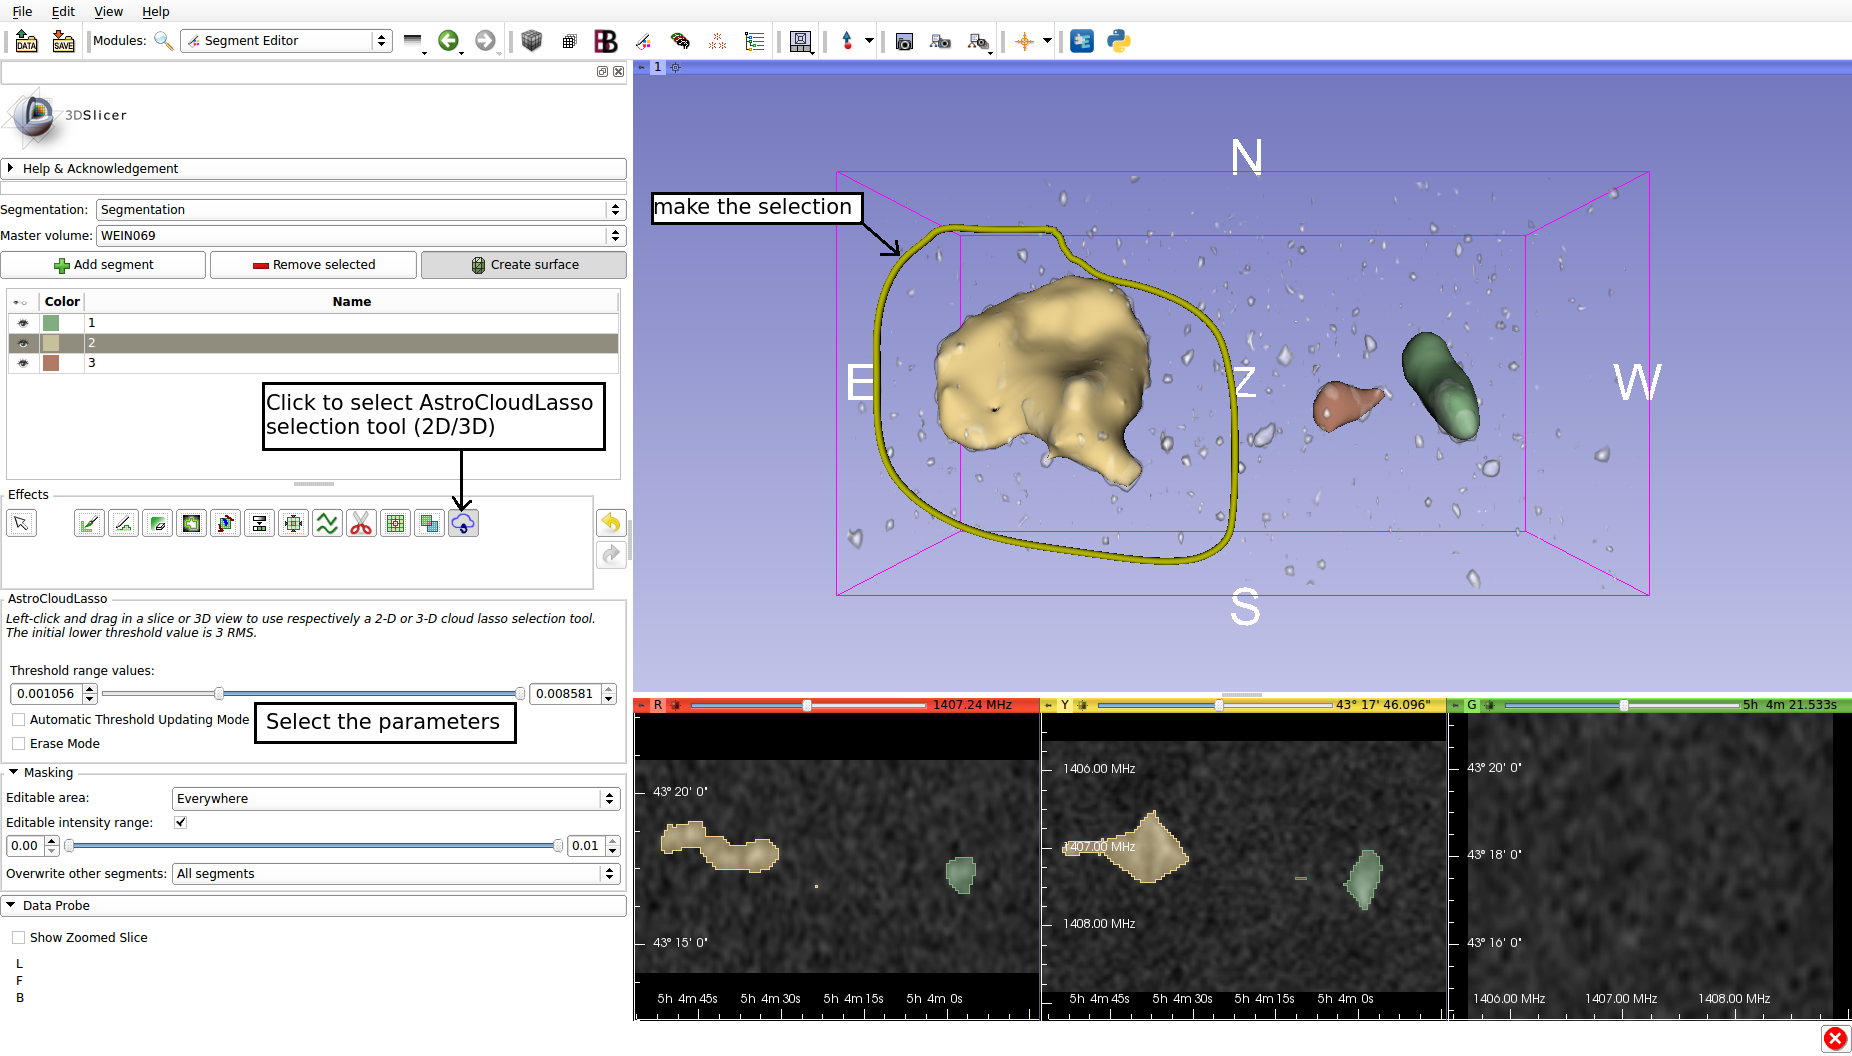 File Edit View Help
DATA SAVE Modules: Segment Editor
1
3DSlicer
Help & Acknowledgement
Segmentation: Segmentation
Master volume: WEIN069
Add segment Remove selected Create surface
Color Name
1
2
3
Click to select AstroCloudLasso
selection tool (2D/3D)
Effects
AstroCloudLasso
Left-click and drag in a slice or 3D view to use respectively a 2-D or 3-D cloud lasso selection tool.
The initial lower threshold value is 3 RMS.
Threshold range values:
0.001056 0.008581
Automatic Threshold Updating Mode
Select the parameters
Erase Mode
Masking
Editable area: Everywhere
Editable intensity range:
0.00 0.01
Overwrite other segments: All segments
Data Probe
Show Zoomed Slice
L
F
B
make the selection
N
E
z
W
S
R 1407.24 MHz
43° 20' 0"
43° 15' 0"
5h 4m 45s 5h 4m 30s 5h 4m 15s 5h 4m 0s
Y 43° 17' 46.096"
1406.00 MHz
1407.00 MHz
1408.00 MHz
5h 4m 45s 5h 4m 30s 5h 4m 15s 5h 4m 0s
G 5h 4m 21.533s
43° 20' 0"
43° 18' 0"
43° 16' 0"
1406.00 MHz 1407.00 MHz 1408.00 MHz